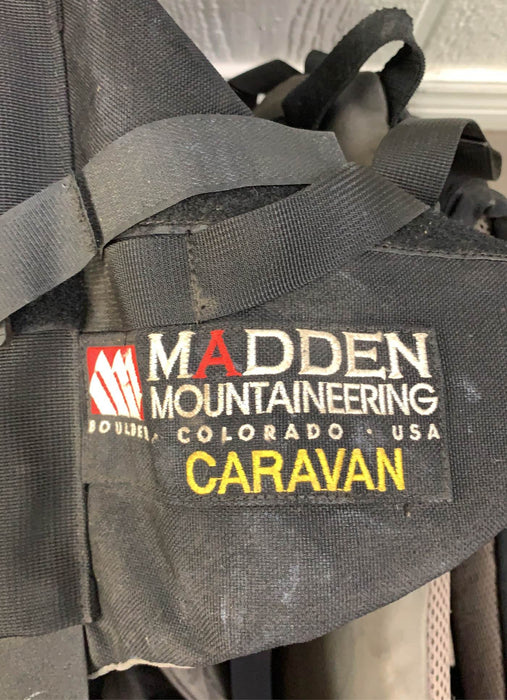 MADDEN
MOUNTAINEERING
BOULDER, COLORADO · USA
CARAVAN